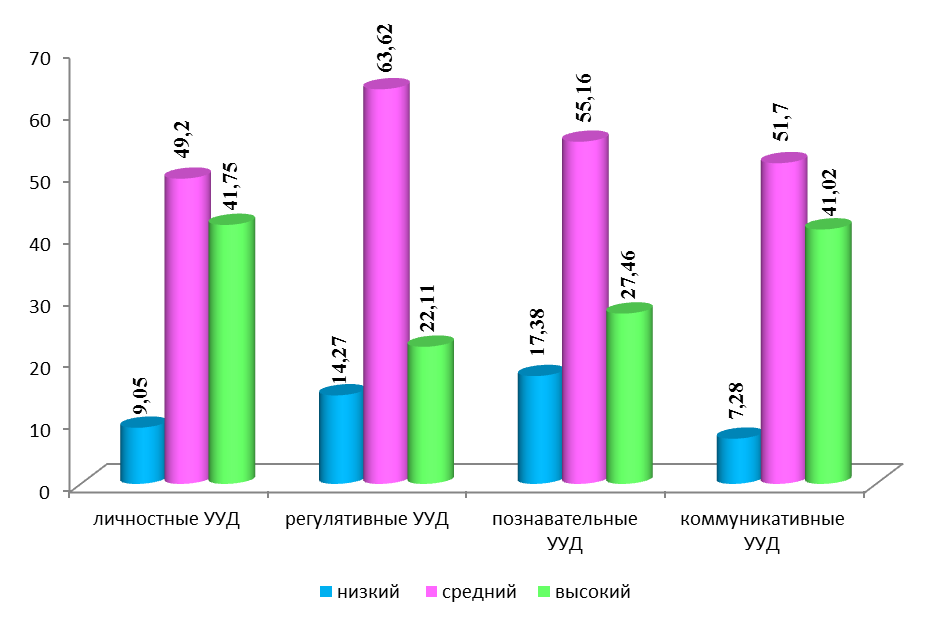 70
60
50
40
30
20
10
0
9,05
49,2
41,75
14,27
63,62
22,11
17,38
55,16
27,46
7,28
51,7
41,02
личностные УУД
регулятивные УУД
познавательные
УУД
коммуникативные
УУД
низкий
средний
высокий